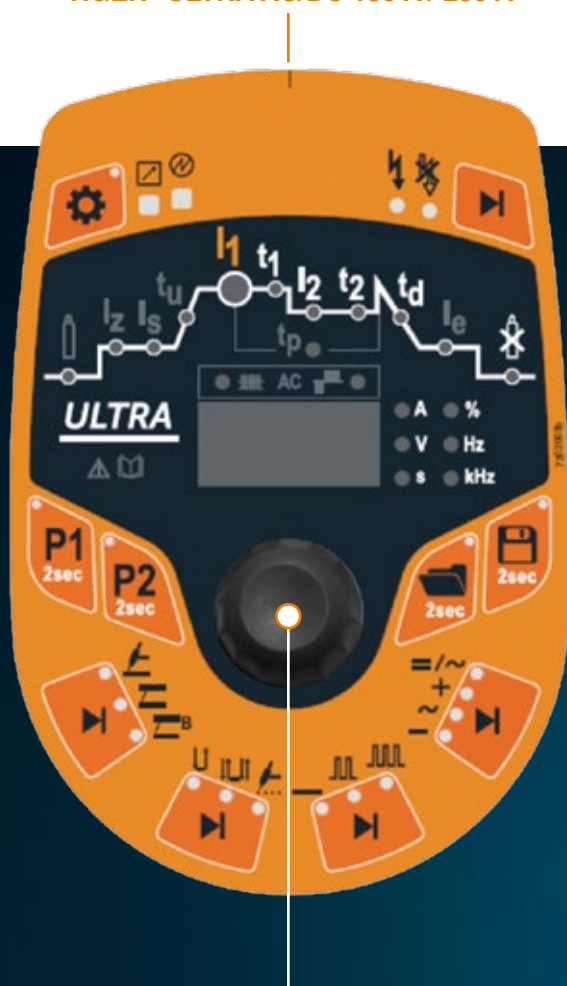 I1
t1
I2
t2
td
tu
Iz
Is
tp
Ie
AC
ULTRA
A %
V Hz
s kHz
P1
2sec
P2
2sec
2sec
2sec
=/~
+
~
−
B